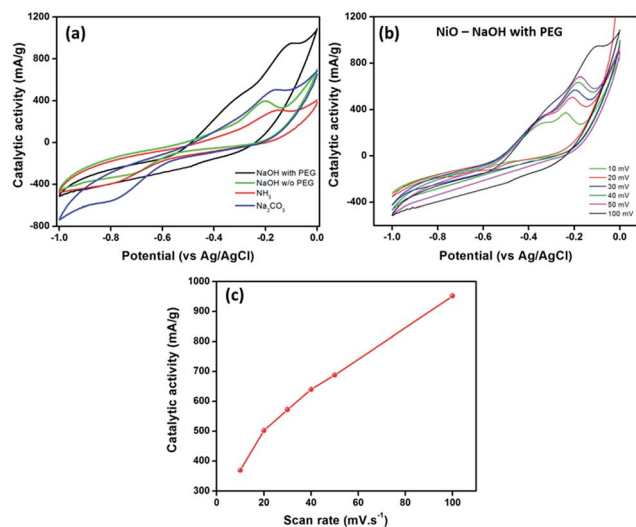 (a)
Catalytic activity (mA/g)
1200
800
400
0
-400
-800
NaOH with PEG
NaOH w/o PEG
NH3
Na2CO3
-1.0 -0.8 -0.6 -0.4 -0.2 0.0
Potential (vs Ag/AgCl)
(b)
NiO – NaOH with PEG
Catalytic activity (mA/g)
1200
800
400
0
-400
10 mV
20 mV
30 mV
40 mV
50 mV
100 mV
-1.0 -0.8 -0.6 -0.4 -0.2 0.0
Potential (vs Ag/AgCl)
(c)
Catalytic activity (mA/g)
1000
900
800
700
600
500
400
300
0 20 40 60 80 100
Scan rate (mV.s-1)